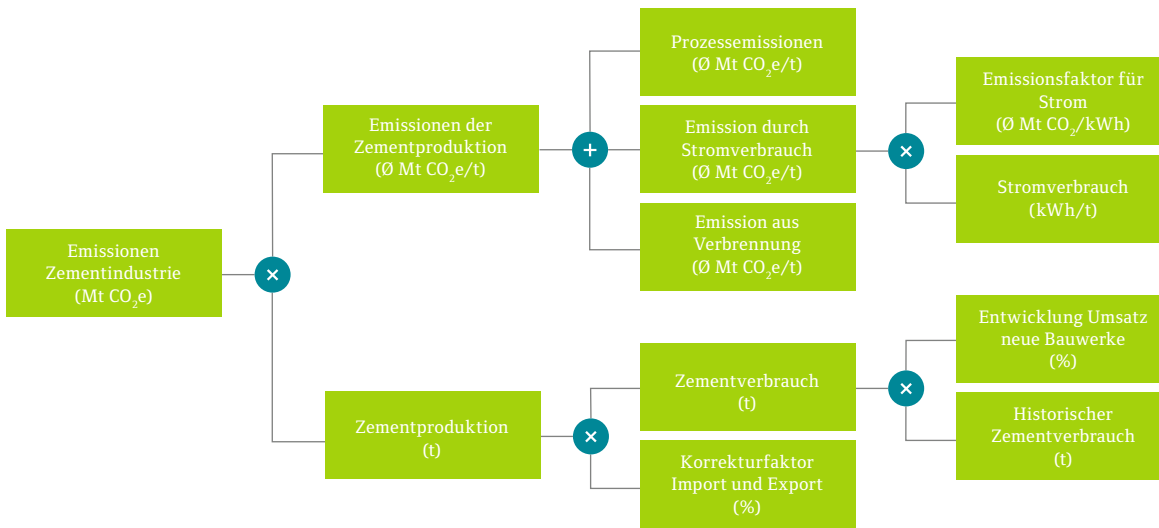 Emissionen
Zementindustrie
(Mt CO₂e)
×
Emissionen der
Zementproduktion
(Ø Mt CO₂e/t)
+
Prozessemissionen
(Ø Mt CO₂e/t)
Emission durch
Stromverbrauch
(Ø Mt CO₂e/t)
Emission aus
Verbrennung
(Ø Mt CO₂e/t)
×
Emissionsfaktor für
Strom
(Ø Mt CO₂/kWh)
Stromverbrauch
(kWh/t)
Zementproduktion
(t)
×
Zementverbrauch
(t)
Korrekturfaktor
Import und Export
(%)
×
Entwicklung Umsatz
neue Bauwerke
(%)
Historischer
Zementverbrauch
(t)